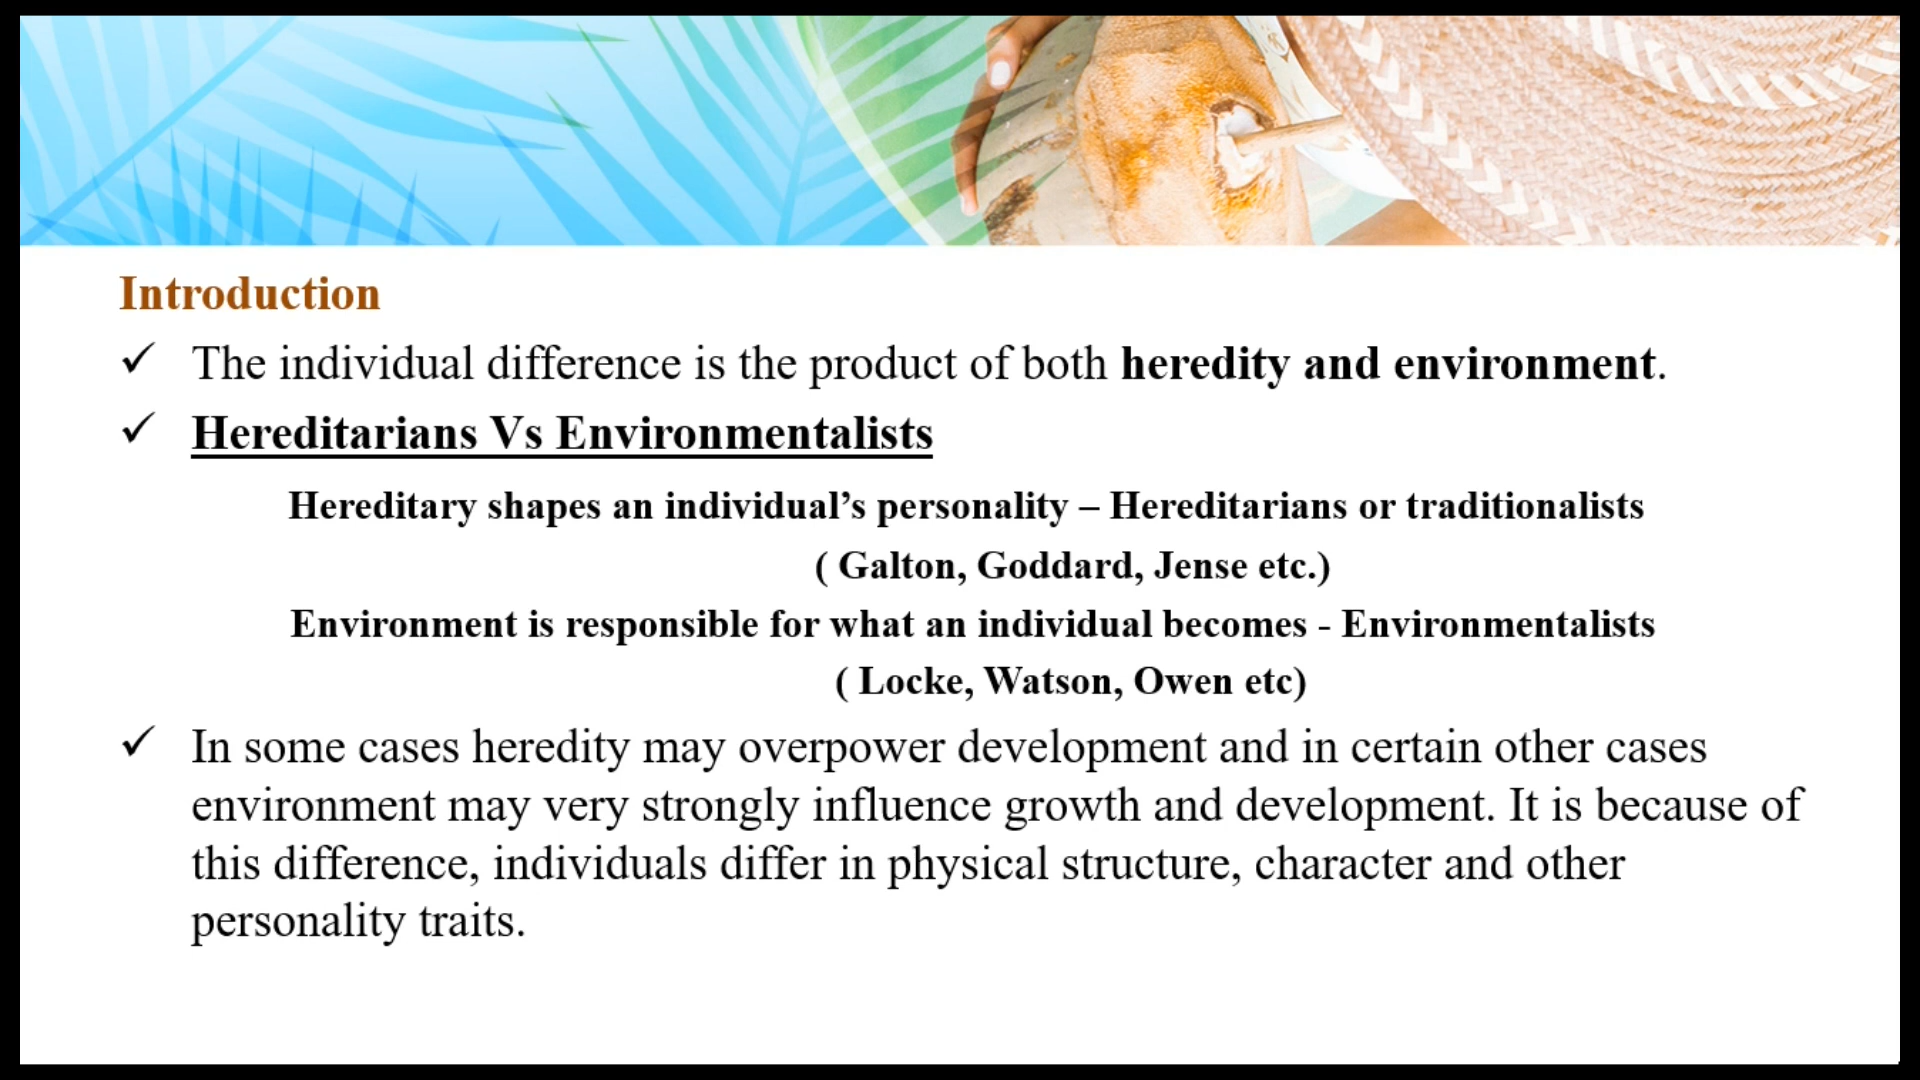 Introduction
✓ The individual difference is the product of both heredity and environment.
✓ Hereditarians Vs Environmentalists
Hereditary shapes an individual’s personality – Hereditarians or traditionalists
( Galton, Goddard, Jense etc.)
Environment is responsible for what an individual becomes - Environmentalists
( Locke, Watson, Owen etc)
✓ In some cases heredity may overpower development and in certain other cases
environment may very strongly influence growth and development. It is because of
this difference, individuals differ in physical structure, character and other
personality traits.